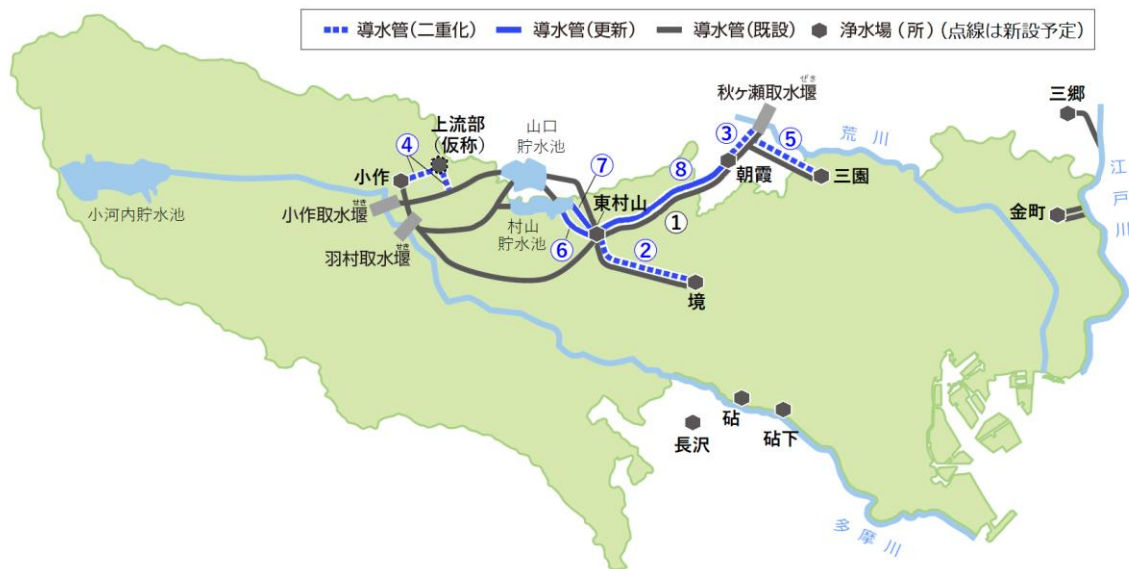 導水管(二重化) 導水管(更新) 導水管(既設) 浄水場(所)(点線は新設予定)
ぜき
秋ヶ瀬取水堰
三郷
上流部
(仮称)
山口
貯水池
荒川
③
⑤
④
⑦
⑧
小作
朝霞
三園
江戸川
小河内貯水池
せき
小作取水堰
東村山
①
金町
村山
貯水池
せき
羽村取水堰
⑥
②
境
砧
砧下
長沢
多摩川